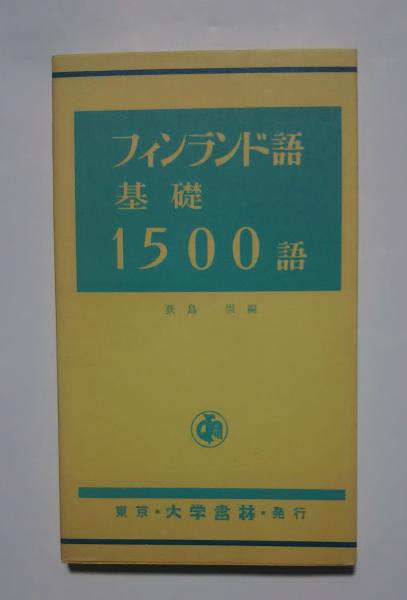 フィンランド語
基礎
1500語
荻島 崇編
東京・大学書林・発行